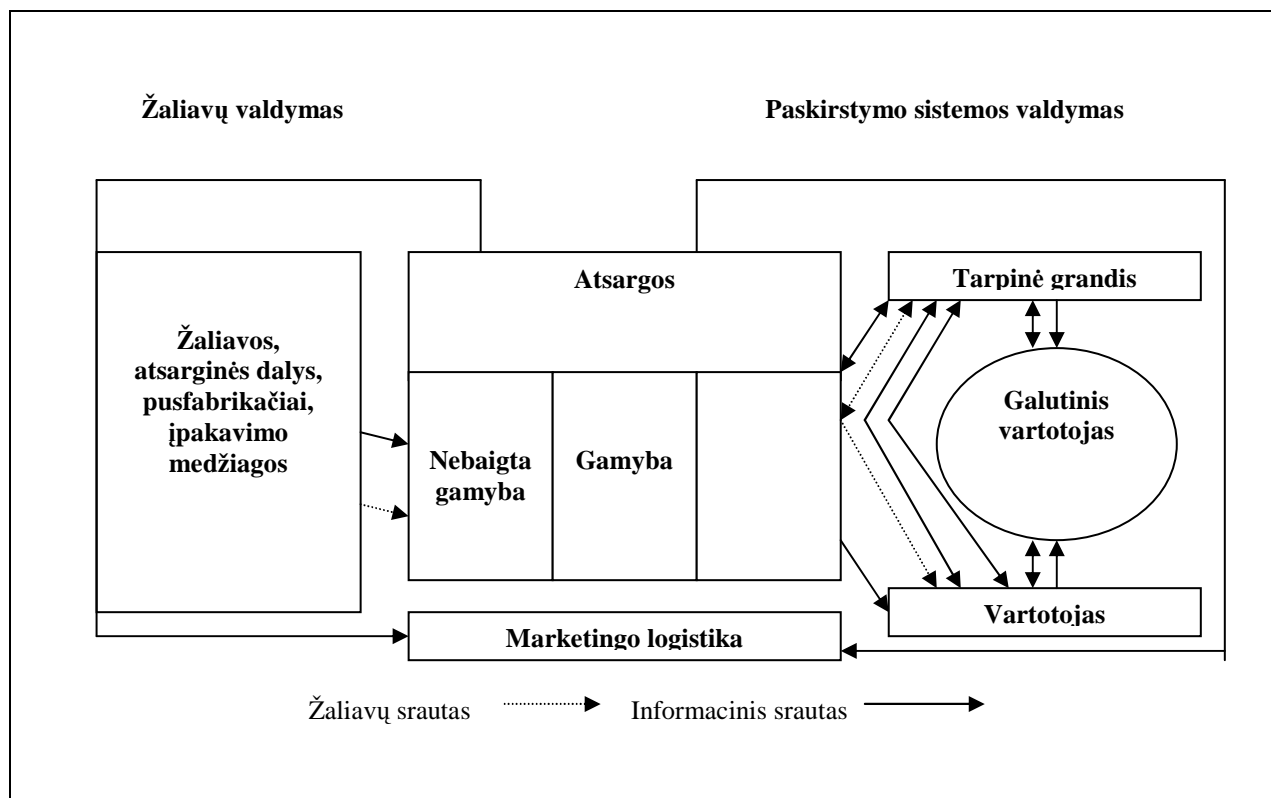 Žaliavų valdymas
Paskirstymo sistemos valdymas
Žaliavos,
atsarginės dalys,
pusfabrikačiai,
įpakavimo
medžiagos
Atsargos
Nebaigta
gamyba
Gamyba
Tarpinė grandis
Galutinis
vartotojas
Vartotojas
Marketingo logistika
Žaliavų srautas
Informacinis srautas